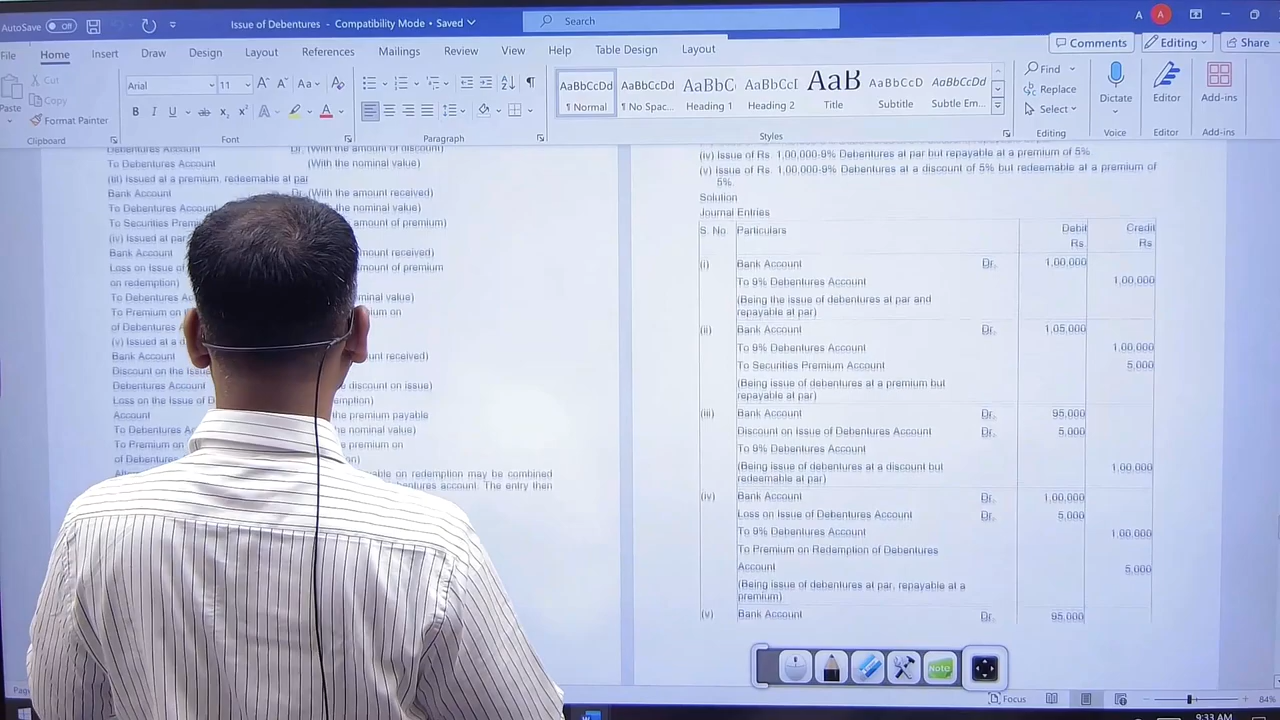 AutoSave Off
Issue of Debentures - Compatibility Mode • Saved
Search
A A
File Home Insert Draw Design Layout References Mailings Review View Help Table Design Layout
Comments Editing Share
Paste Cut
Copy
Format Painter
Clipboard
Arial 11
Font
Paragraph
AaBbCcDd AaBbCcDd AaBbC AaBbCcI AaB AaBbCcD AaBbCcDd
¶ Normal ¶ No Spac... Heading 1 Heading 2 Title Subtitle Subtle Em...
Styles
Find
Replace
Select
Editing
Dictate
Voice
Editor
Editor
Add-ins
Add-ins
Debentures Account Dr. (With the amount of discount)
To Debentures Account (With the nominal value)
(iii) Issued at a premium, redeemable at par
Bank Account Dr. (With the amount received)
To Debentures the nominal value)
To Securities Premi amount of premium)
(iv) Issued at par
Bank Account amount received)
Loss on Issue of amount of premium
on redemption)
To Debentures Ac minal value)
To Premium on ium on
of Debentures
(v) Issued at a d
Bank Account unt received)
Discount on the Issu
Debentures Account discount on issue)
Loss on the Issue of emption)
Account the premium payable
To Debentures nominal value)
To Premium on premium on
of Debentures on)
able on redemption may be combined
bentures account. The entry then
(iv) Issue of Rs. 1,00,000-9% Debentures at par but repayable at a premium of 5%
(v) Issue of Rs. 1,00,000-9% Debentures at a discount of 5% but redeemable at a premium of
5%.
Solution
Journal Entries
S. No. Particulars Debit Credit
Rs. Rs
(i) Bank Account Dr. 1,00,000
To 9% Debentures Account 1,00,000
(Being the issue of debentures at par and
repayable at par)
(ii) Bank Account Dr. 1,05,000
To 9% Debentures Account 1,00,000
To Securities Premium Account 5,000
(Being issue of debentures at a premium but
repayable at par)
(iii) Bank Account Dr. 95,000
Discount on Issue of Debentures Account Dr. 5,000
To 9% Debentures Account
(Being issue of debentures at a discount but 1,00,000
redeemable at par)
(iv) Bank Account Dr. 1,00,000
Loss on Issue of Debentures Account Dr. 5,000
To 9% Debentures Account 1,00,000
To Premium on Redemption of Debentures
Account 5,000
(Being issue of debentures at par, repayable at a
premium)
(v) Bank Account Dr. 95,000
Note
Focus
84%
9:33 AM